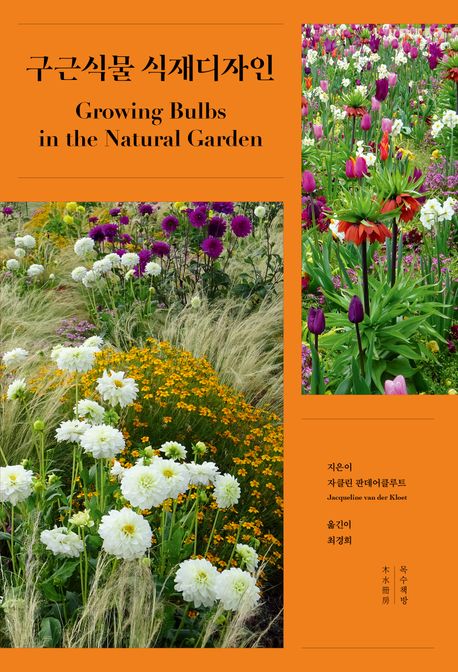 구근식물 식재디자인
Growing Bulbs
in the Natural Garden
지은이
자클린 판데어클루트
Jacqueline van der Kloet
옮긴이
최경희
木水冊房
목수책방